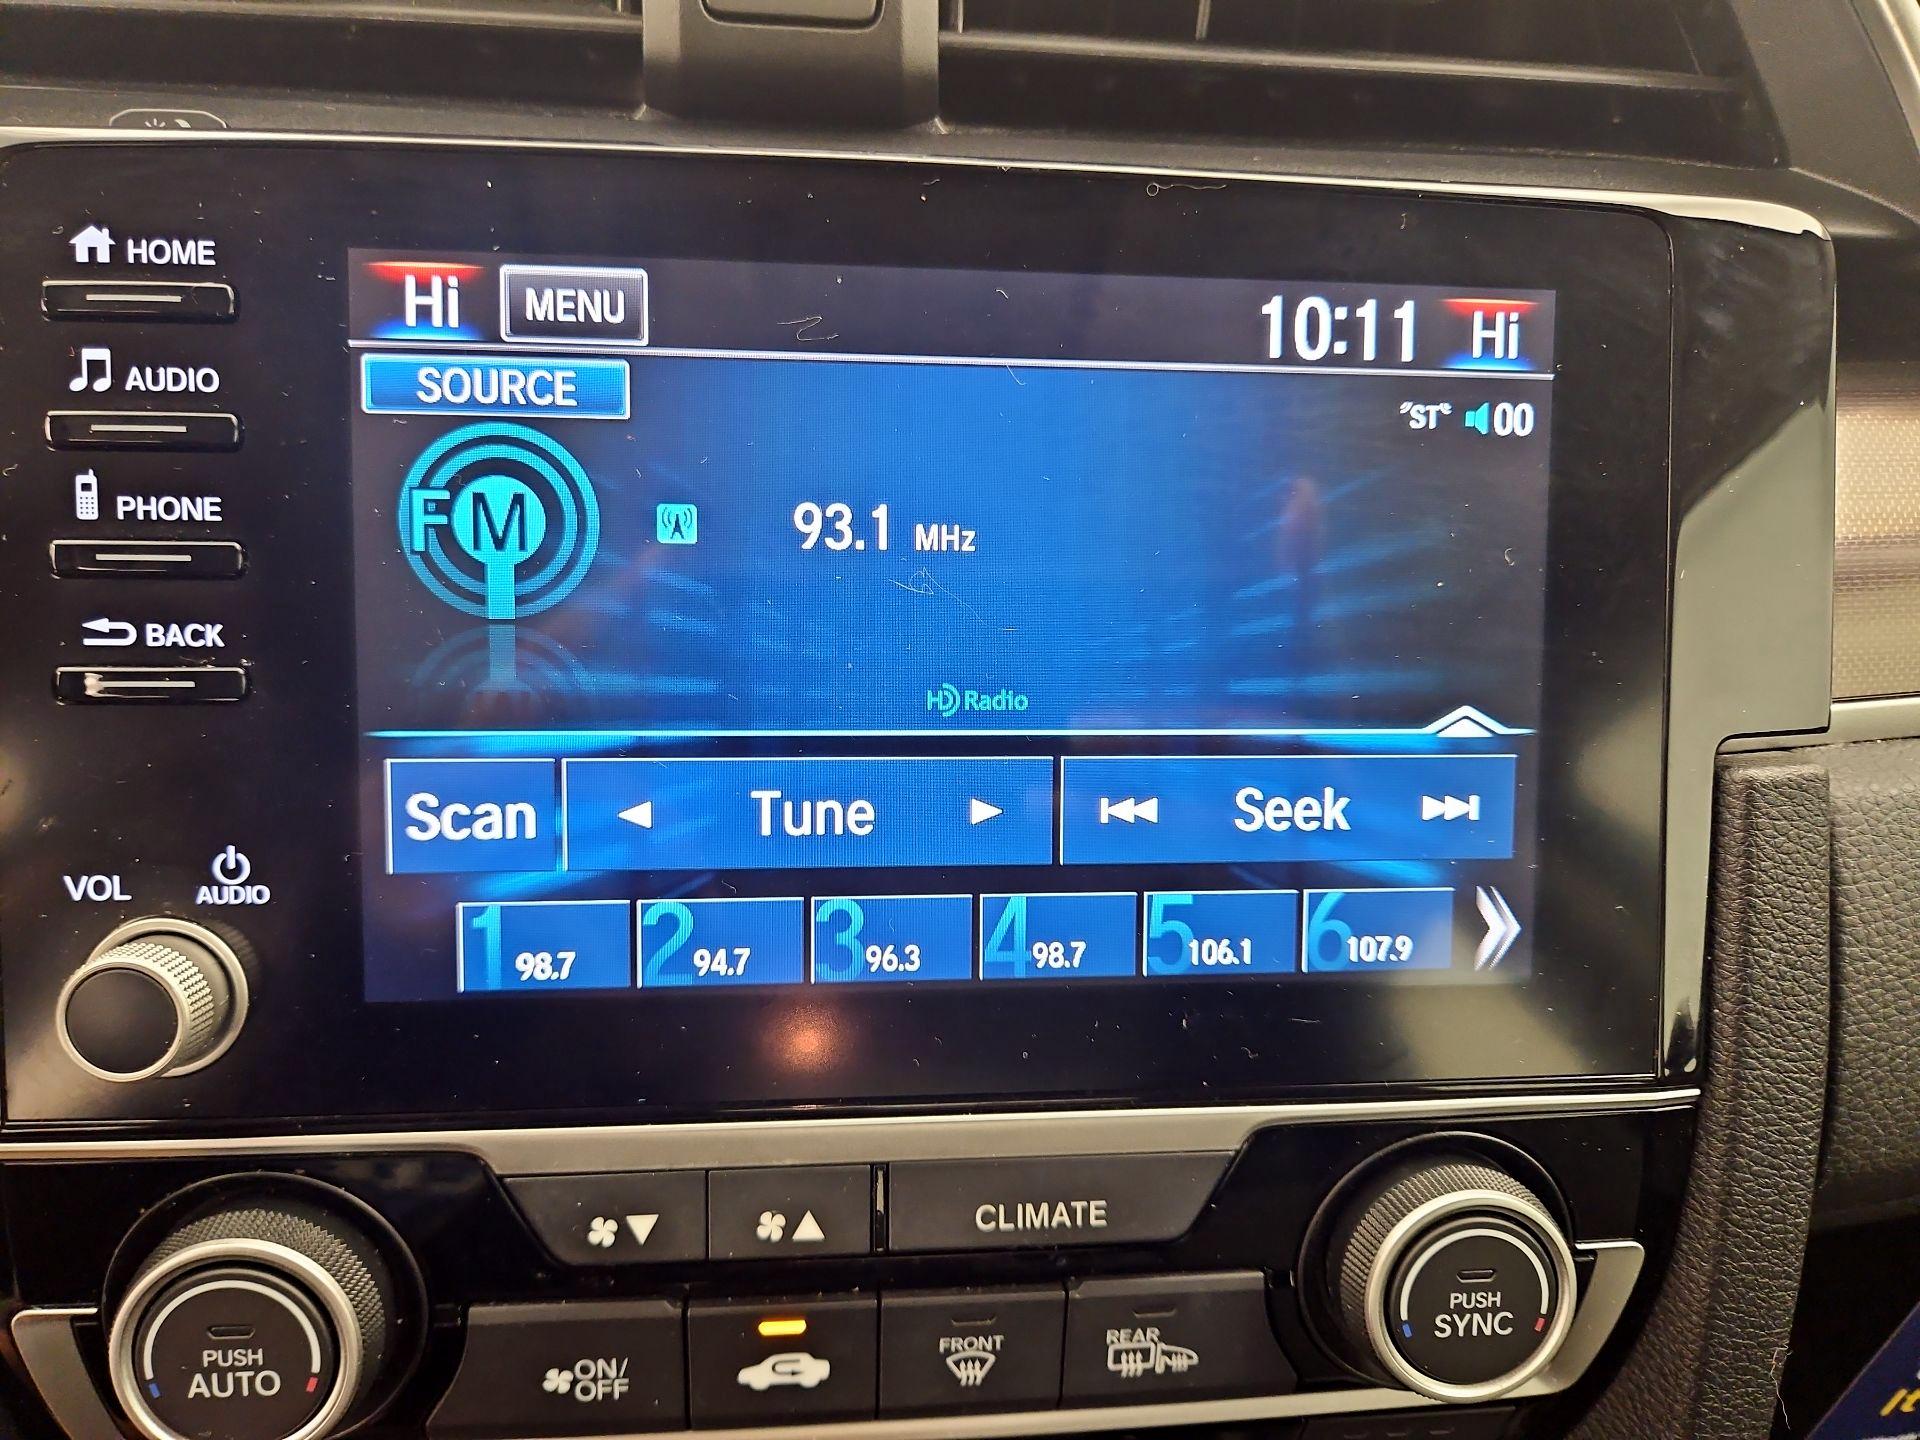 HOME
Hi MENU 10:11 Hi
AUDIO
SOURCE
"ST" 00
FM
93.1 MHz
PHONE
BACK
HD Radio
Scan Tune Seek
VOL AUDIO
1 98.7
2 94.7
3 96.3
4 98.7
5 106.1
6 107.9
CLIMATE
PUSH AUTO
ON/
OFF
FRONT
REAR
PUSH
SYNC